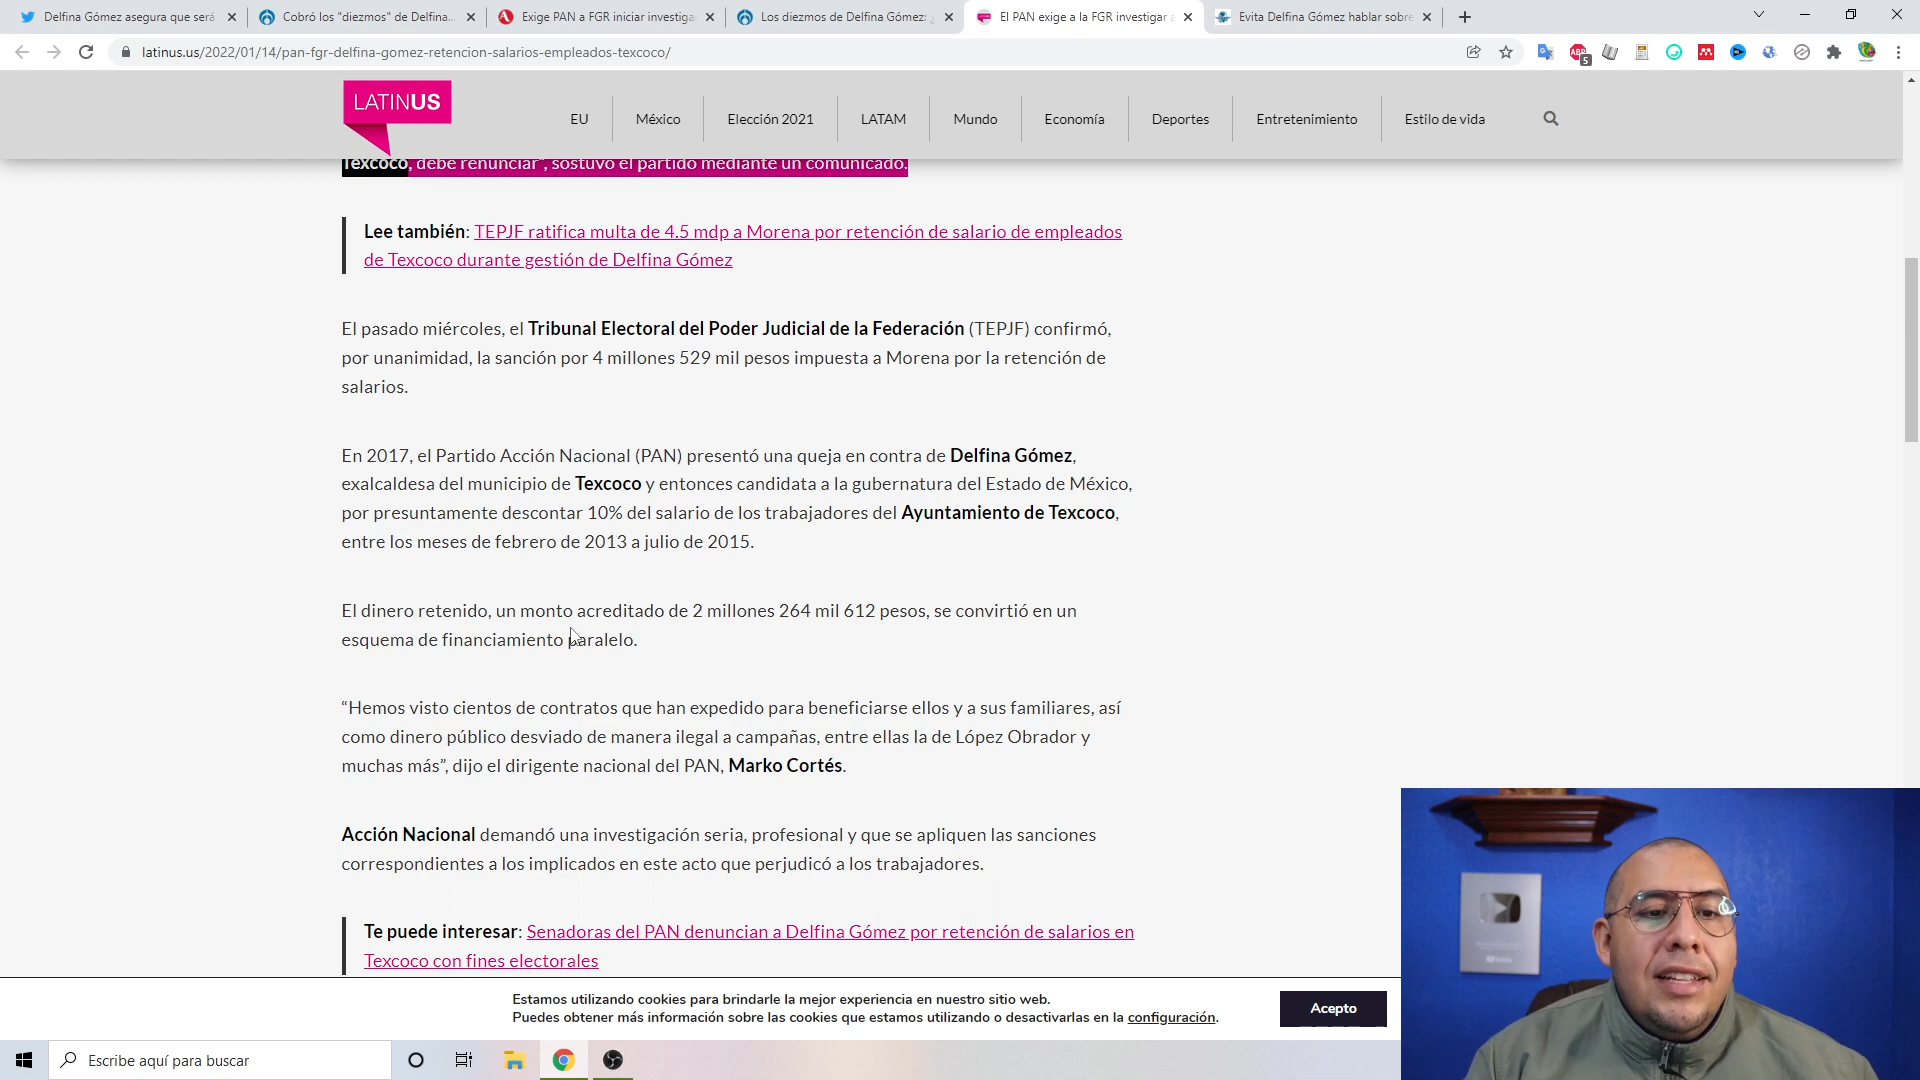 Delfina Gómez asegura que será
Cobró los "diezmos" de Delfina
Exige PAN a FGR iniciar investiga
Los diezmos de Delfina Gómez: ¿
El PAN exige a la FGR investigar a
Evita Delfina Gómez hablar sobre
latinus.us/2022/01/14/pan-fgr-delfina-gomez-retencion-salarios-empleados-texcoco/
5
LATINUS
EU
México
Elección 2021
LATAM
Mundo
Economía
Deportes
Entretenimiento
Estilo de vida
Texcoco, debe renunciar", sostuvo el partido mediante un comunicado.
Lee también: TEPJF ratifica multa de 4.5 mdp a Morena por retención de salario de empleados
de Texcoco durante gestión de Delfina Gómez
El pasado miércoles, el Tribunal Electoral del Poder Judicial de la Federación (TEPJF) confirmó,
por unanimidad, la sanción por 4 millones 529 mil pesos impuesta a Morena por la retención de
salarios.
En 2017, el Partido Acción Nacional (PAN) presentó una queja en contra de Delfina Gómez,
exalcaldesa del municipio de Texcoco y entonces candidata a la gubernatura del Estado de México,
por presuntamente descontar 10% del salario de los trabajadores del Ayuntamiento de Texcoco,
entre los meses de febrero de 2013 a julio de 2015.
El dinero retenido, un monto acreditado de 2 millones 264 mil 612 pesos, se convirtió en un
esquema de financiamiento paralelo.
“Hemos visto cientos de contratos que han expedido para beneficiarse ellos y a sus familiares, así
como dinero público desviado de manera ilegal a campañas, entre ellas la de López Obrador y
muchas más”, dijo el dirigente nacional del PAN, Marko Cortés.
Acción Nacional demandó una investigación seria, profesional y que se apliquen las sanciones
correspondientes a los implicados en este acto que perjudicó a los trabajadores.
Te puede interesar: Senadoras del PAN denuncian a Delfina Gómez por retención de salarios en
Texcoco con fines electorales
Estamos utilizando cookies para brindarle la mejor experiencia en nuestro sitio web.
Puedes obtener más información sobre las cookies que estamos utilizando o desactivarlas en la configuración.
Acepto
Escribe aquí para buscar